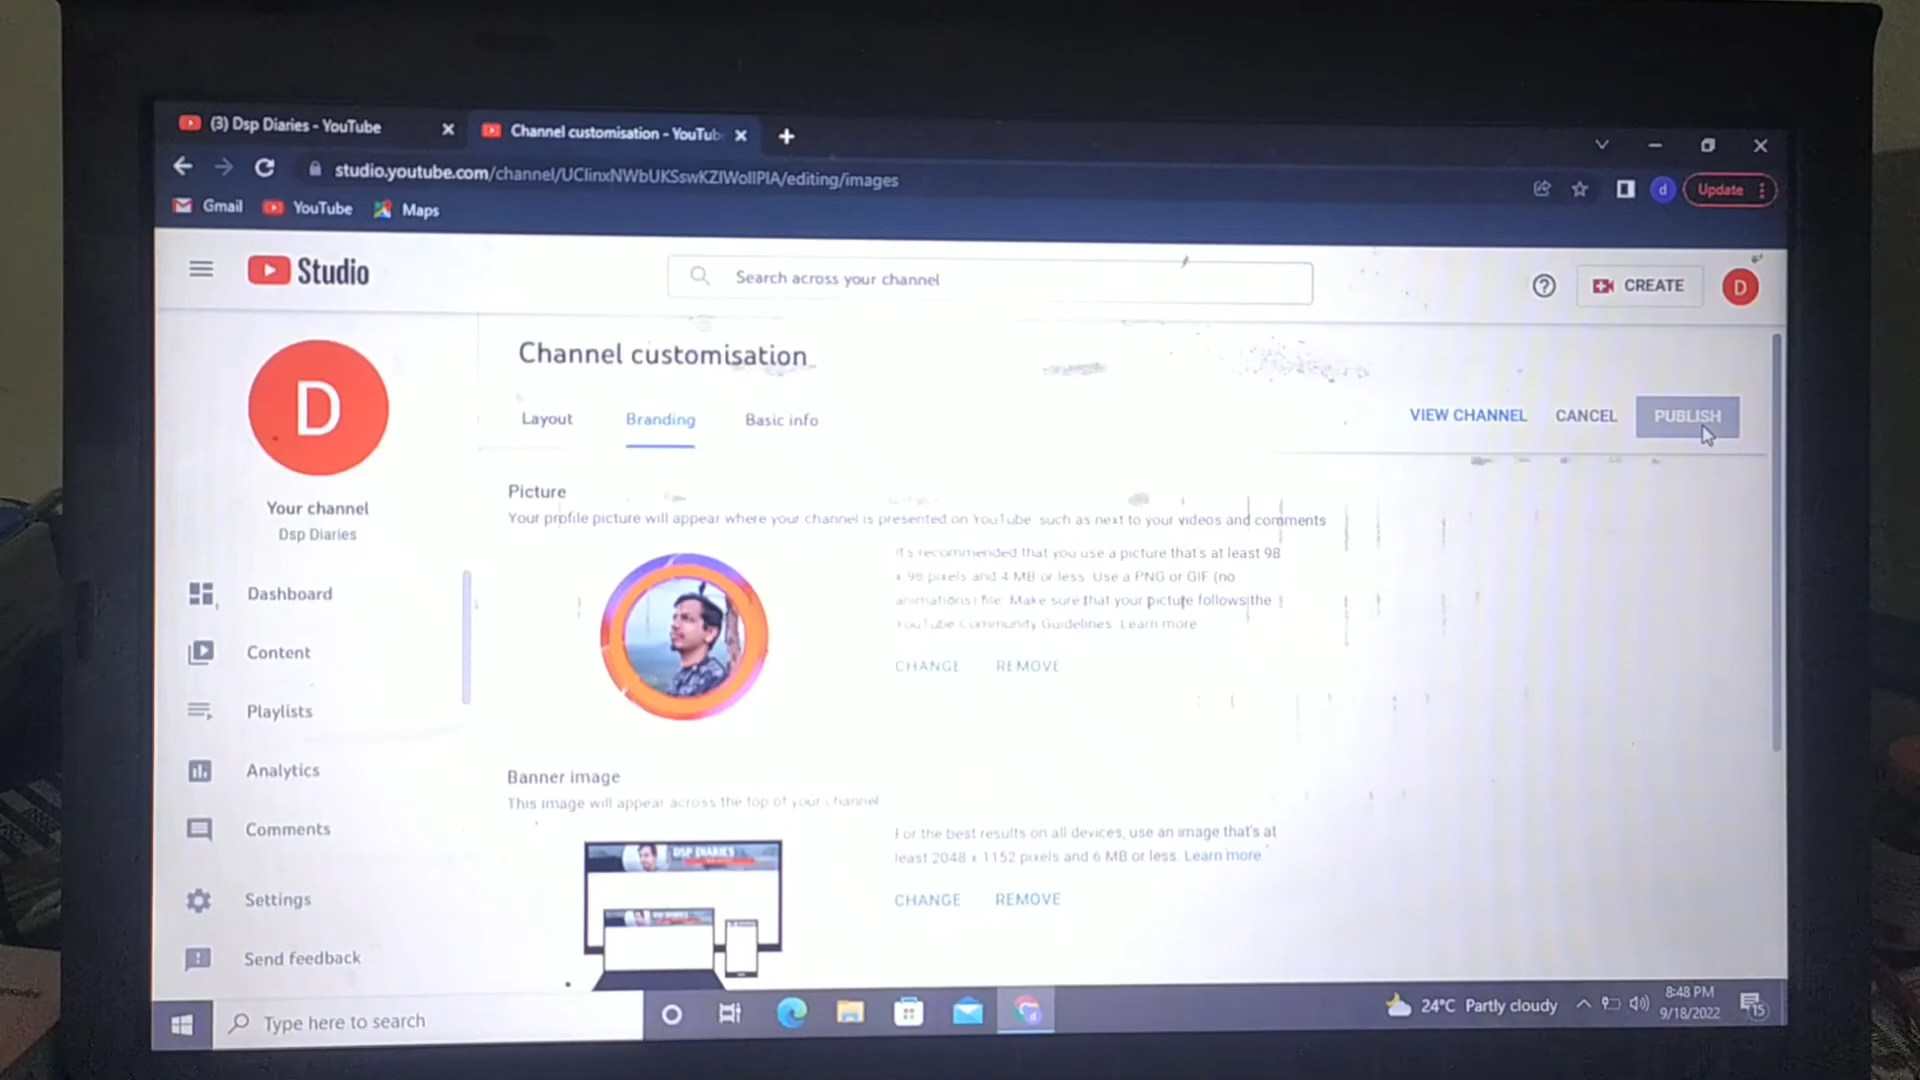 (3) Dsp Diaries - YouTube
Channel customisation - YouTub
studio.youtube.com/channel/UClinxNWbUKSswKZIWolIPIA/editing/images
d
Update
Gmail
YouTube
Maps
Studio
Search across your channel
CREATE
D
D
Channel customisation
Layout
Branding
Basic info
VIEW CHANNEL
CANCEL
PUBLISH
Your channel
Dsp Diaries
Picture
Your profile picture will appear where your channel is presented on YouTube, such as next to your videos and comments
It's recommended that you use a picture that's at least 98
x 98 pixels and 4 MB or less. Use a PNG or GIF (no
animations) file. Make sure that your picture follows the
YouTube Community Guidelines. Learn more
CHANGE
REMOVE
Dashboard
Content
Playlists
Analytics
Comments
Settings
Send feedback
Banner image
This image will appear across the top of your channel
DSP DIARIES
For the best results on all devices, use an image that's at
least 2048 x 1152 pixels and 6 MB or less. Learn more
CHANGE
REMOVE
Type here to search
d
24°C Partly cloudy
8:48 PM
9/18/2022
15